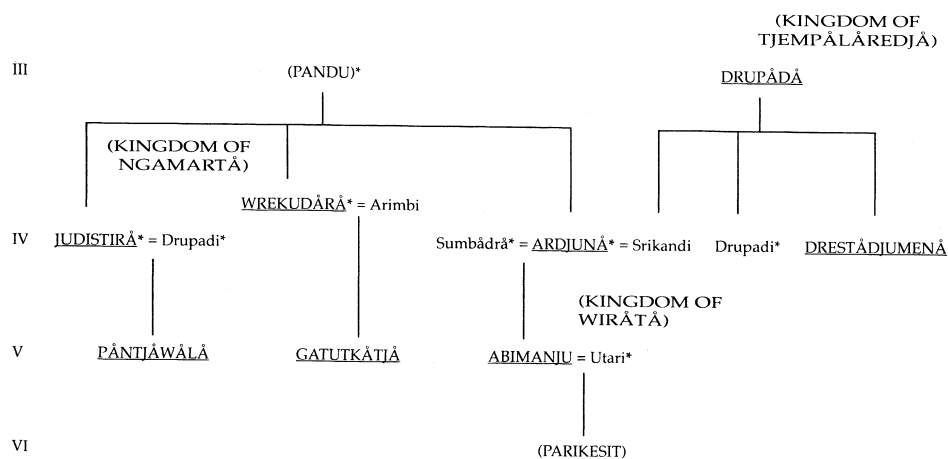 (KINGDOM OF
TJEMPÅLÅREDJÅ)
III (PANDU)* DRUPÅDÅ
(KINGDOM OF
NGAMARTÅ)
WREKUDÅRÅ* = Arimbi
IV JUDISTIRÅ* = Drupadi* Sumbådrå* = ARDJUNÅ* = Srikandi Drupadi* DRESTÅDJUMENÅ
(KINGDOM OF
WIRÅTÅ)
V PÅNTJÅWÅLÅ GATUTKÅTJÅ ABIMANJU = Utari*
VI (PARIKESIT)